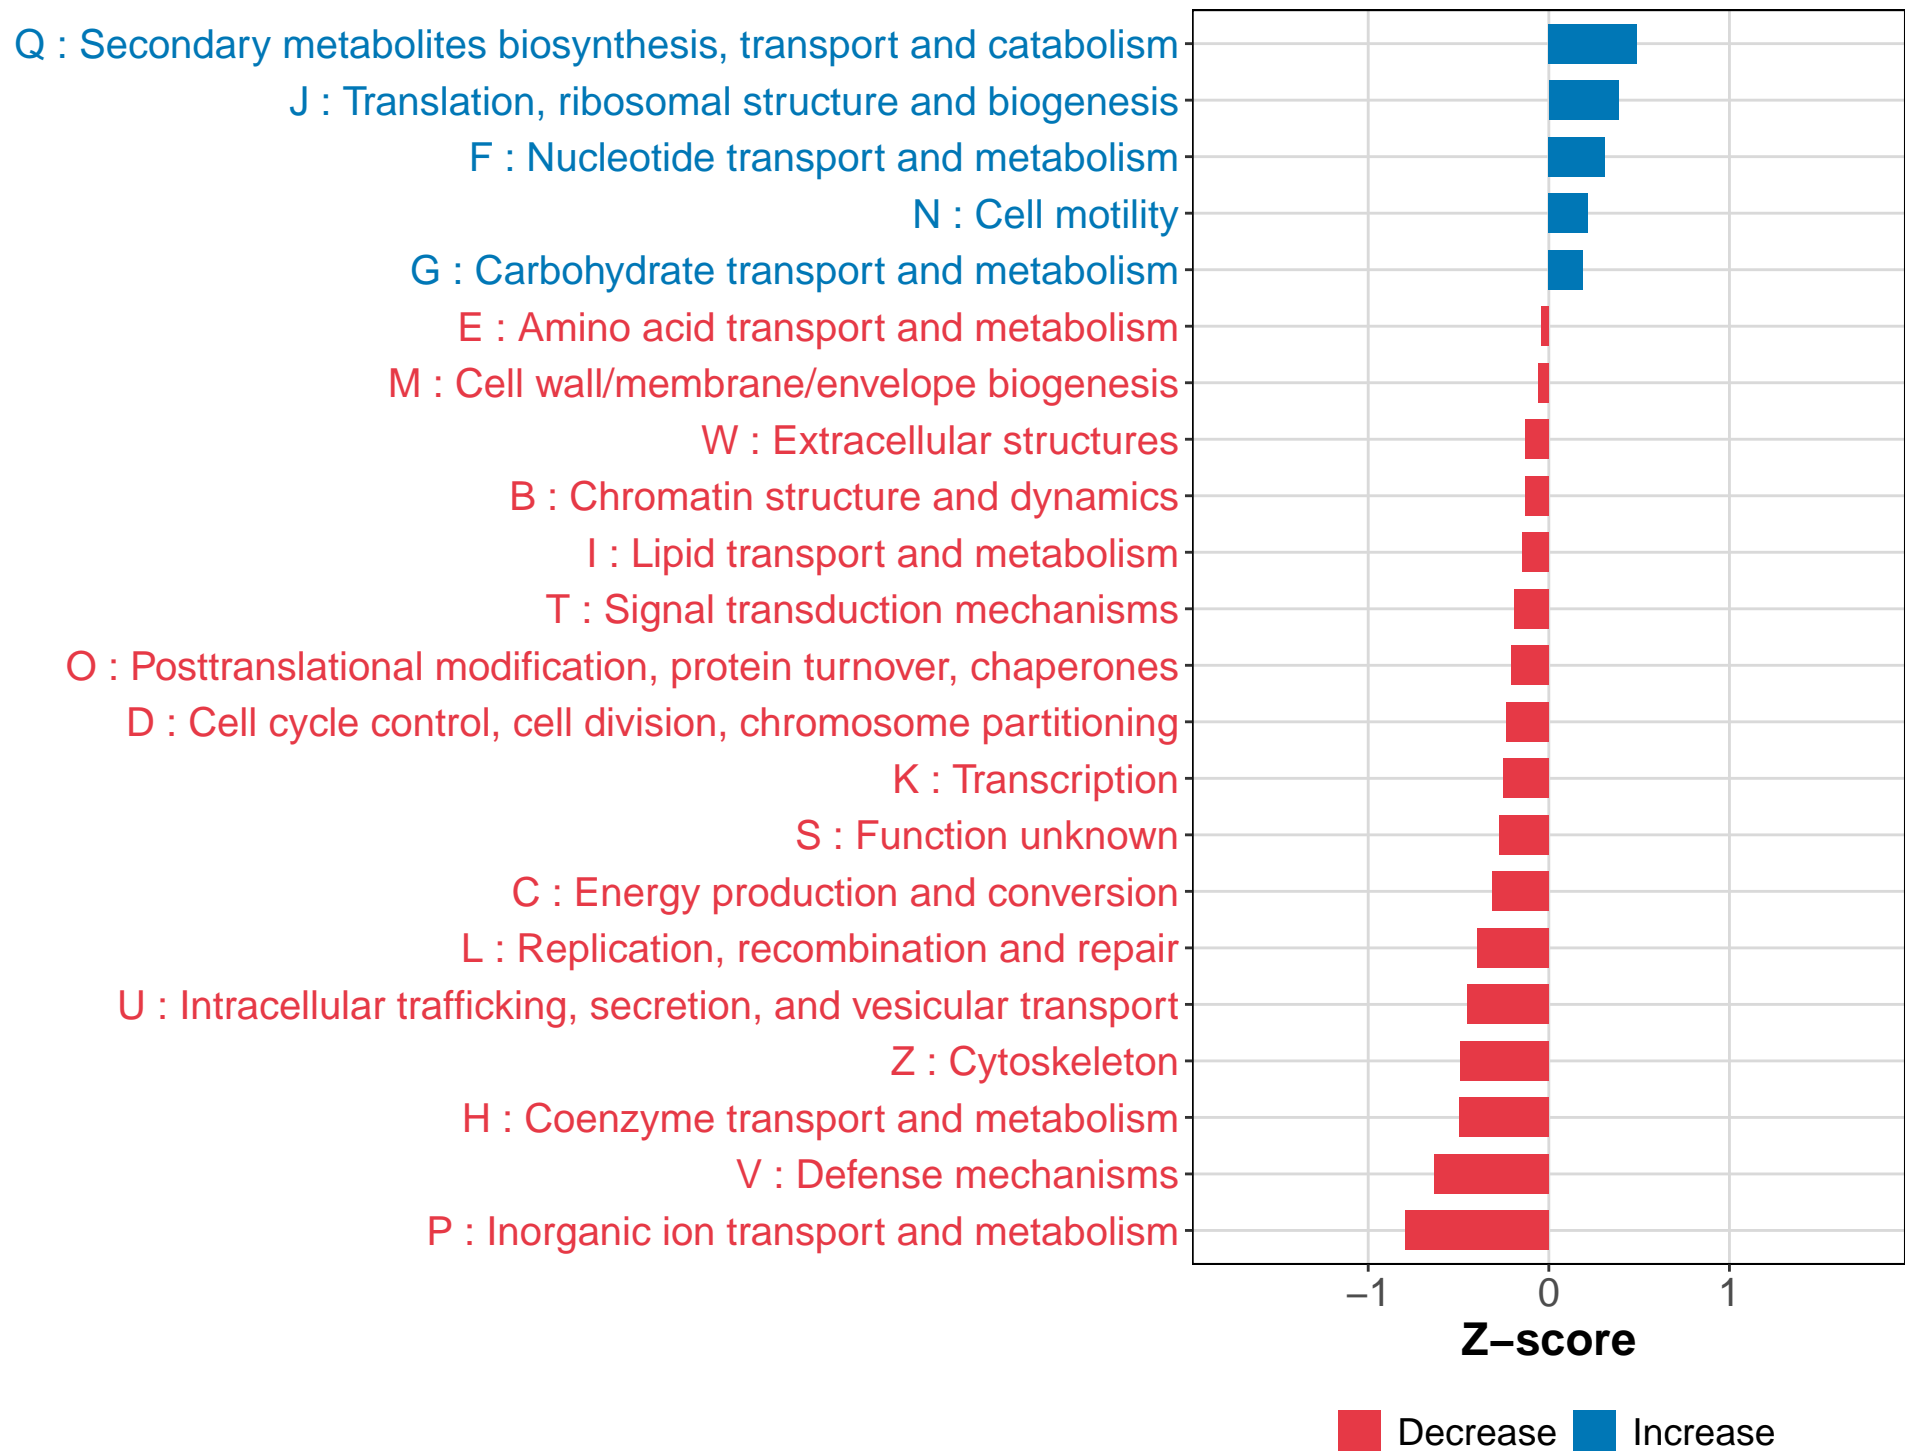 Q : Secondary metabolites biosynthesis, transport and catabolism
J : Translation, ribosomal structure and biogenesis
F : Nucleotide transport and metabolism
N : Cell motility
G : Carbohydrate transport and metabolism
E : Amino acid transport and metabolism
M : Cell wall/membrane/envelope biogenesis
W : Extracellular structures
B : Chromatin structure and dynamics
I : Lipid transport and metabolism
T : Signal transduction mechanisms
O : Posttranslational modification, protein turnover, chaperones
D : Cell cycle control, cell division, chromosome partitioning
K : Transcription
S : Function unknown
C : Energy production and conversion
L : Replication, recombination and repair
U : Intracellular trafficking, secretion, and vesicular transport
Z : Cytoskeleton
H : Coenzyme transport and metabolism
V : Defense mechanisms
P : Inorganic ion transport and metabolism
−1 0 1
Z−score
Decrease Increase